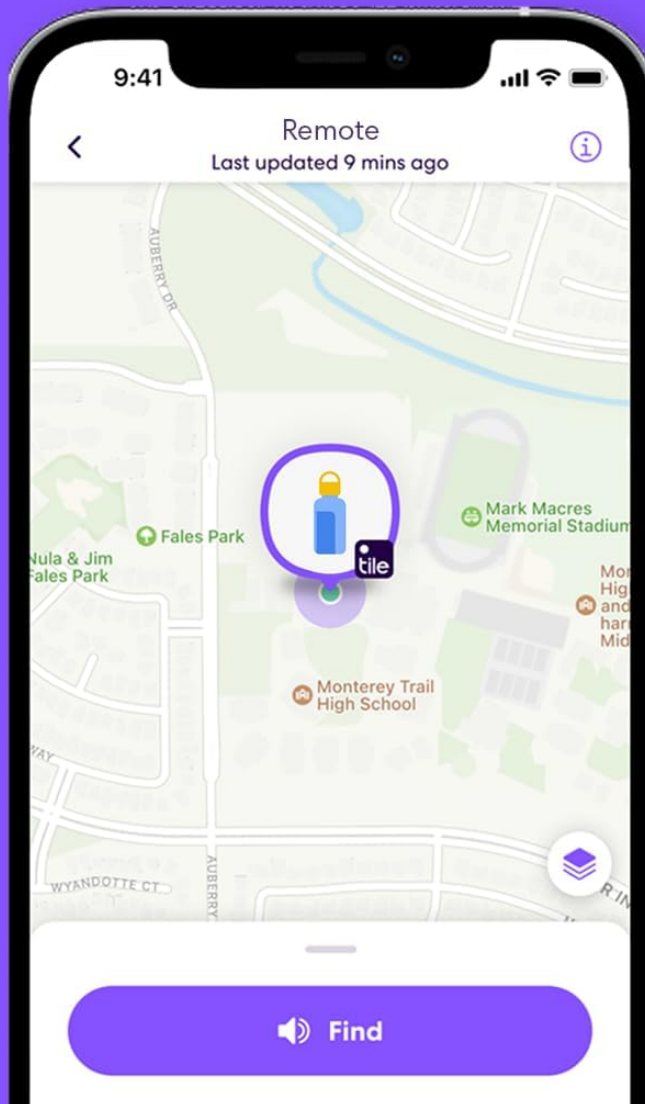 9:41
Remote
Last updated 9 mins ago
AUBERRY DR
Mark Macres
Memorial Stadium
Fales Park
Nula & Jim
Fales Park
tile
Monterey Trail
High School
WAY
WYANDOTTE CT
AUBERRY
Find